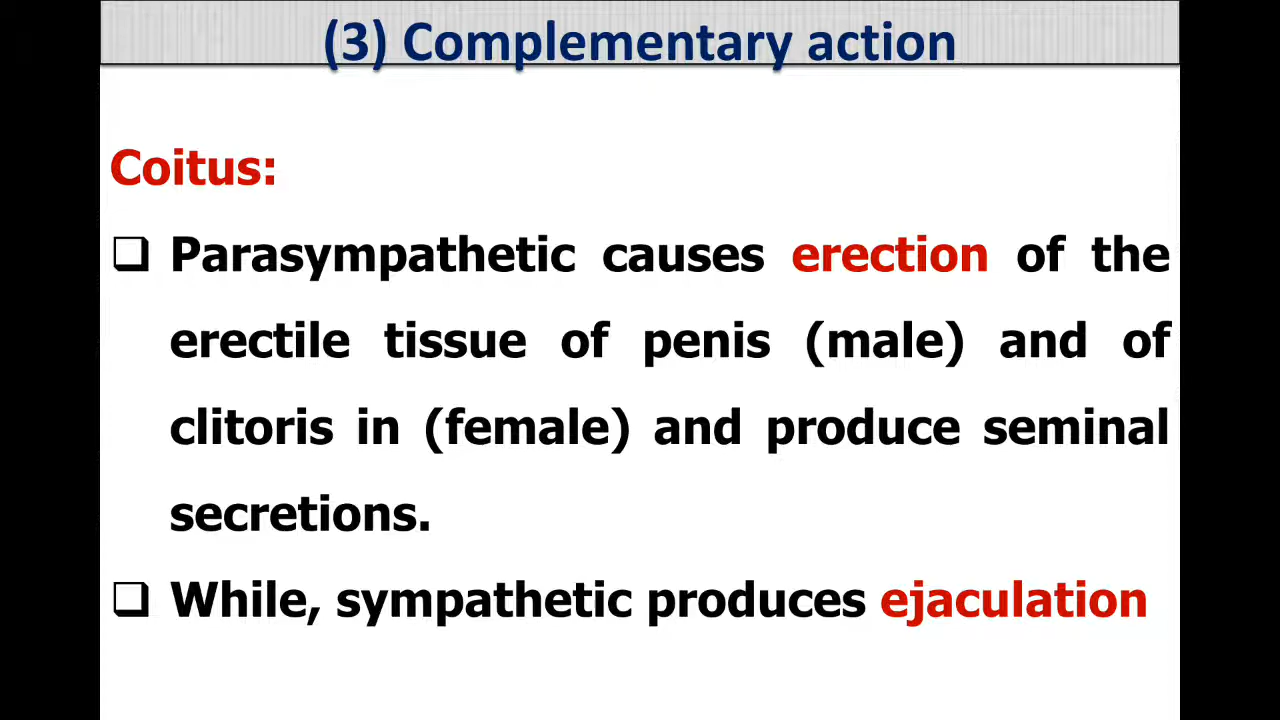 (3) Complementary action
Coitus:
❑ Parasympathetic causes erection of the
erectile tissue of penis (male) and of
clitoris in (female) and produce seminal
secretions.
❑ While, sympathetic produces ejaculation